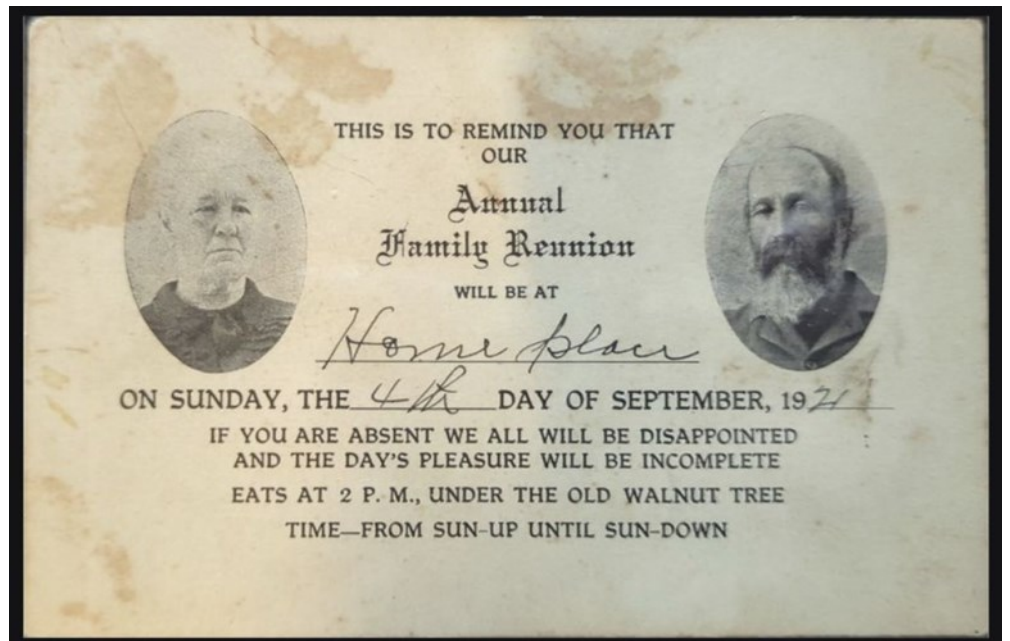 THIS IS TO REMIND YOU THAT
OUR
Annual
Family Reunion
WILL BE AT
Home place
ON SUNDAY, THE 4th DAY OF SEPTEMBER, 1921
IF YOU ARE ABSENT WE ALL WILL BE DISAPPOINTED
AND THE DAY'S PLEASURE WILL BE INCOMPLETE
EATS AT 2 P. M., UNDER THE OLD WALNUT TREE
TIME—FROM SUN-UP UNTIL SUN-DOWN